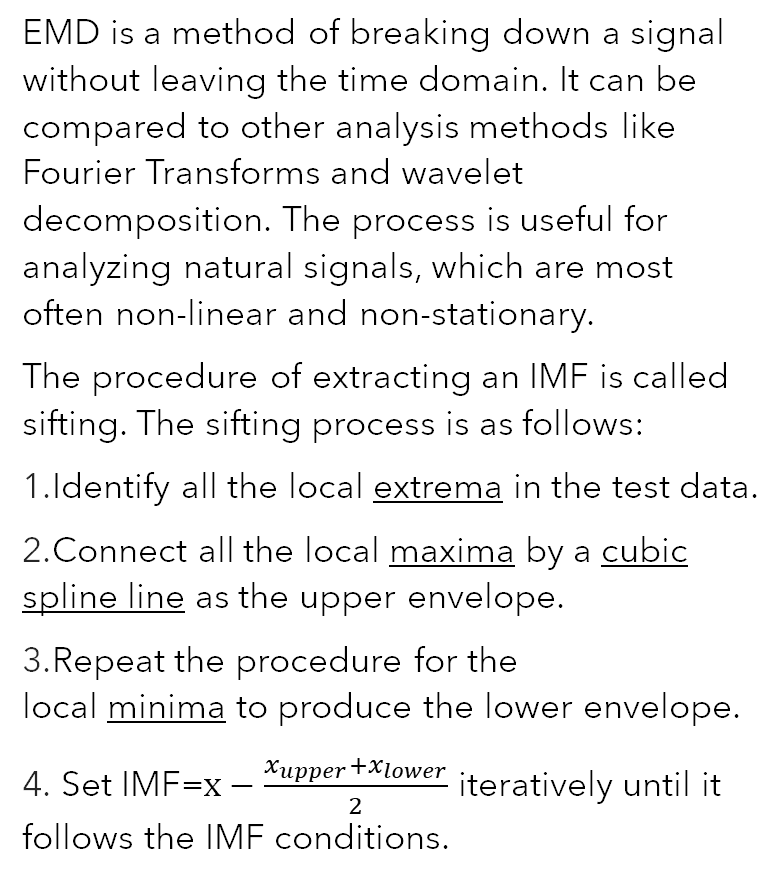 EMD is a method of breaking down a signal
without leaving the time domain. It can be
compared to other analysis methods like
Fourier Transforms and wavelet
decomposition. The process is useful for
analyzing natural signals, which are most
often non-linear and non-stationary.
The procedure of extracting an IMF is called
sifting. The sifting process is as follows:
1.Identify all the local extrema in the test data.
2.Connect all the local maxima by a cubic
spline line as the upper envelope.
3.Repeat the procedure for the
local minima to produce the lower envelope.
4. Set IMF=x − (x_upper+x_lower)/2 iteratively until it
follows the IMF conditions.